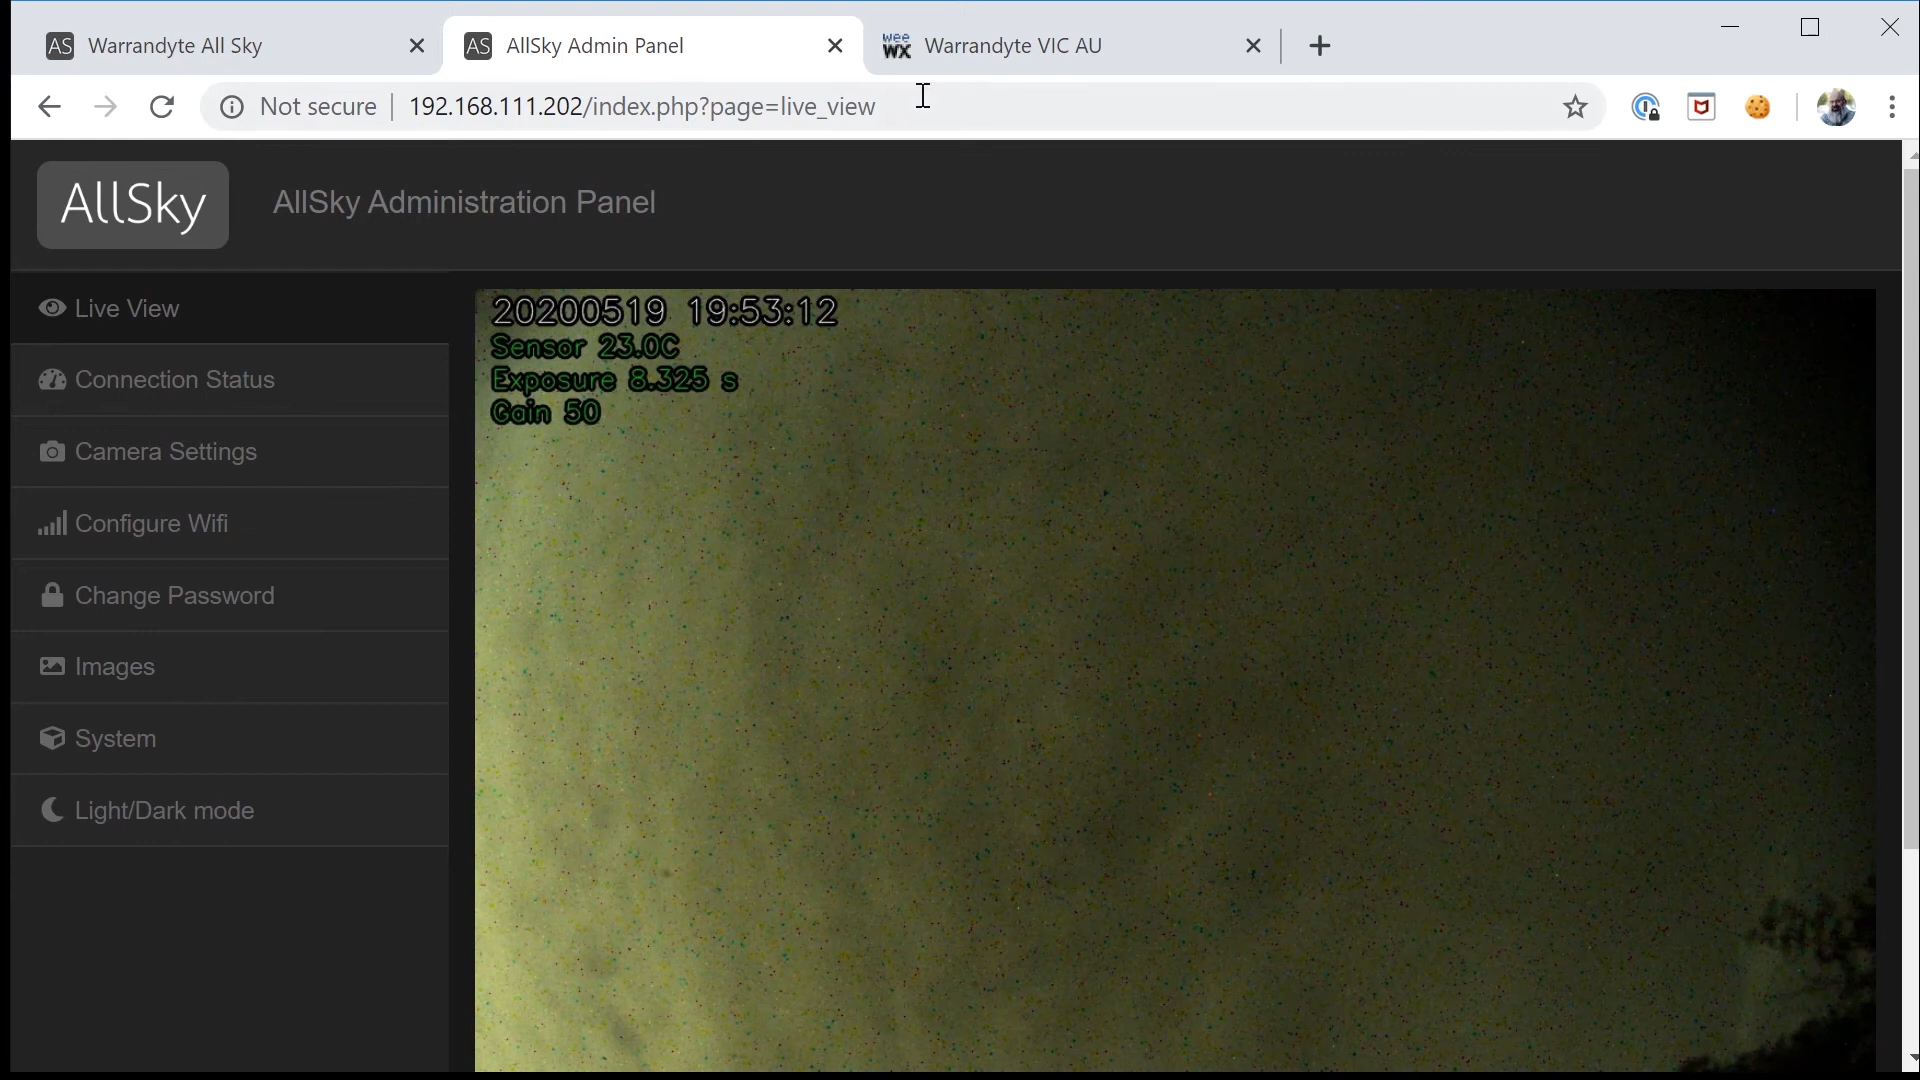 AS Warrandyte All Sky
AS AllSky Admin Panel
wee WX Warrandyte VIC AU
Not secure 192.168.111.202/index.php?page=live_view
AllSky
AllSky Administration Panel
Live View
Connection Status
Camera Settings
Configure Wifi
Change Password
Images
System
Light/Dark mode
20200519 19:53:12
Sensor 23.0C
Exposure 8.325 s
Gain 50